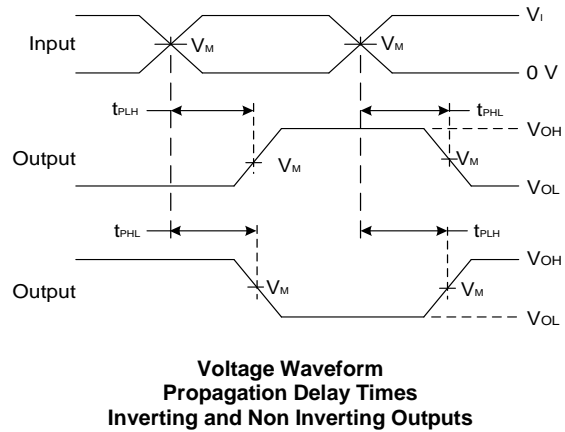 Input
VM
VM
VI
0 V
tPLH
tPHL
Output
VM
VM
VOH
VOL
tPHL
tPLH
Output
VM
VM
VOH
VOL
Voltage Waveform
Propagation Delay Times
Inverting and Non Inverting Outputs